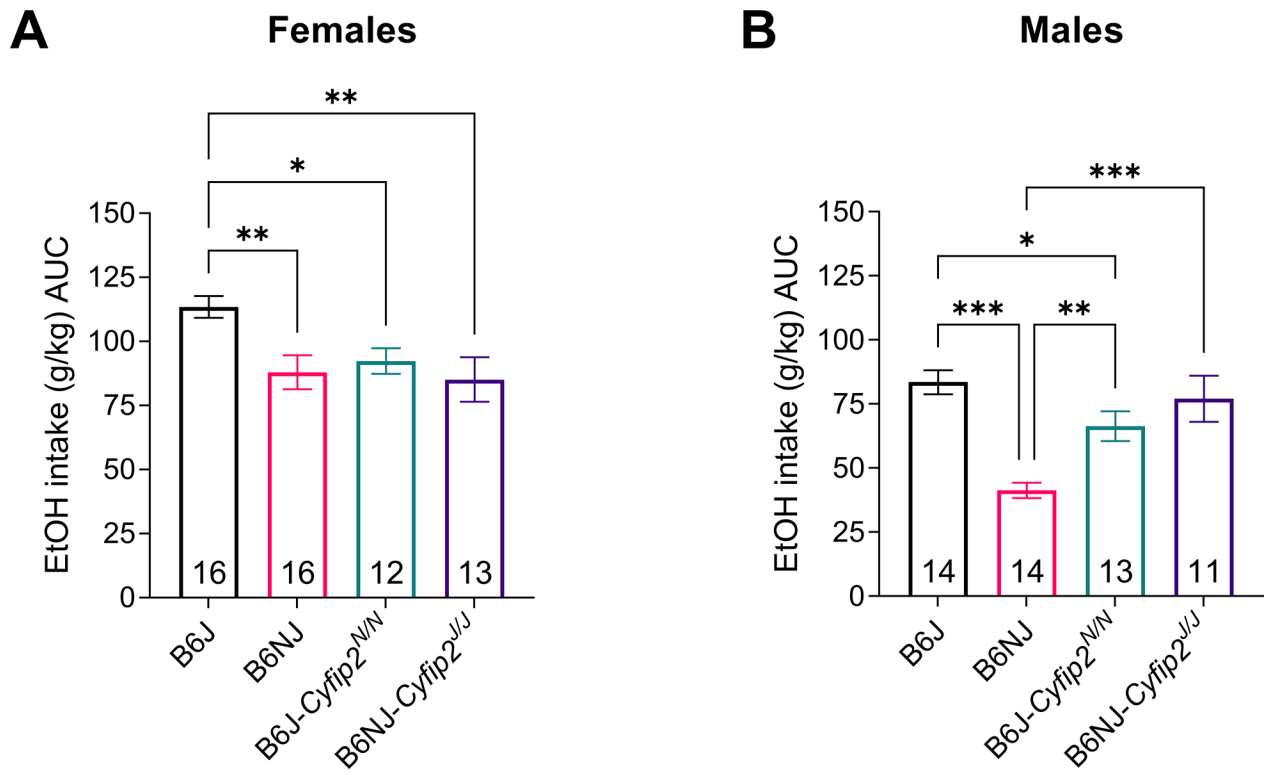 A
Females
**
*
**
150
125
100
75
50
25
0
EtOH intake (g/kg) AUC
16
16
12
13
B6J
B6NJ
B6J-Cyfip2N/N
B6NJ-Cyfip2J/J
B
Males
***
*
***
**
150
125
100
75
50
25
0
EtOH intake (g/kg) AUC
14
14
13
11
B6J
B6NJ
B6J-Cyfip2N/N
B6NJ-Cyfip2J/J